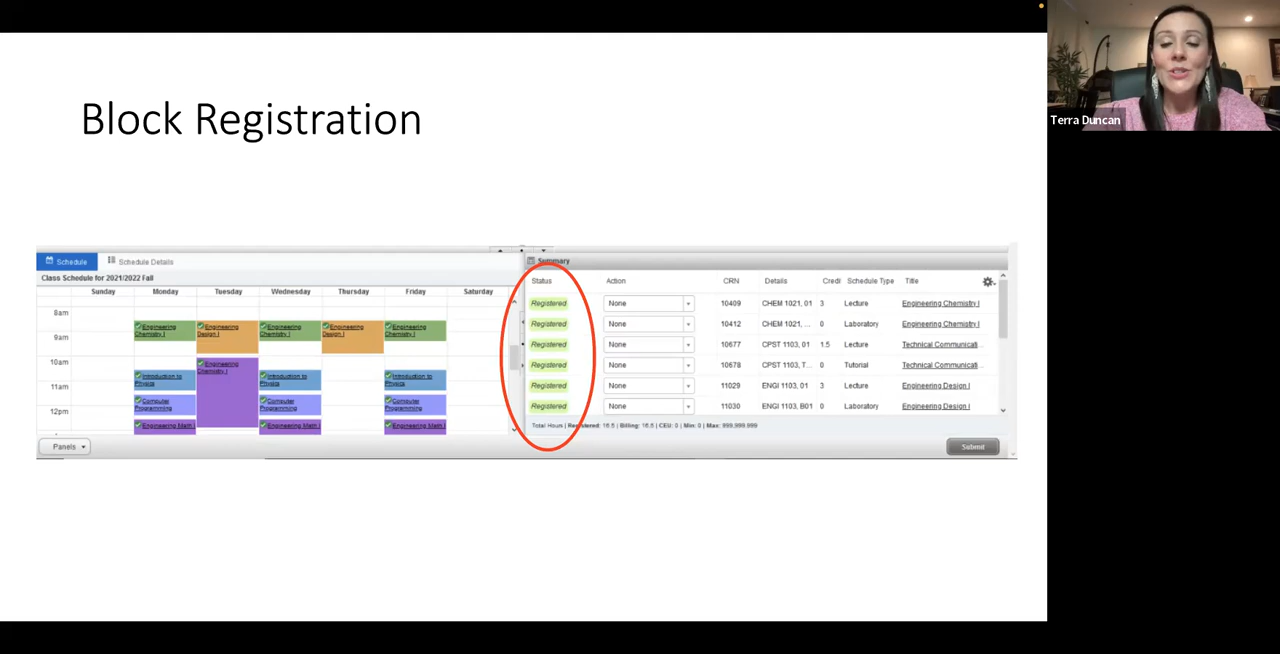 Block Registration
Terra Duncan
Schedule
Schedule Details
Class Schedule for 2021/2022 Fall
Sunday Monday Tuesday Wednesday Thursday Friday Saturday
8am
9am
10am
11am
12pm
Engineering Chemistry I
Engineering Design I
Engineering Chemistry I
Engineering Design I
Engineering Chemistry I
Engineering Chemistry I
Introduction to Physics
Introduction to Physics
Introduction to Physics
Computer Programming
Computer Programming
Computer Programming
Engineering Math I
Engineering Math I
Engineering Math I
Panels
Summary
Status Action CRN Details Credi Schedule Type Title
Registered None 10409 CHEM 1021, 01 3 Lecture Engineering Chemistry I
Registered None 10412 CHEM 1021, ... 0 Laboratory Engineering Chemistry I
Registered None 10677 CPST 1103, 01 1.5 Lecture Technical Communicati...
Registered None 10678 CPST 1103, T... 0 Tutorial Technical Communicati...
Registered None 11029 ENGI 1103, 01 3 Lecture Engineering Design I
Registered None 11030 ENGI 1103, B01 0 Laboratory Engineering Design I
Total Hours | Registered: 16.5 | Billing: 16.5 | CEU: 0 | Min: 0 | Max: 999,999.999
Submit